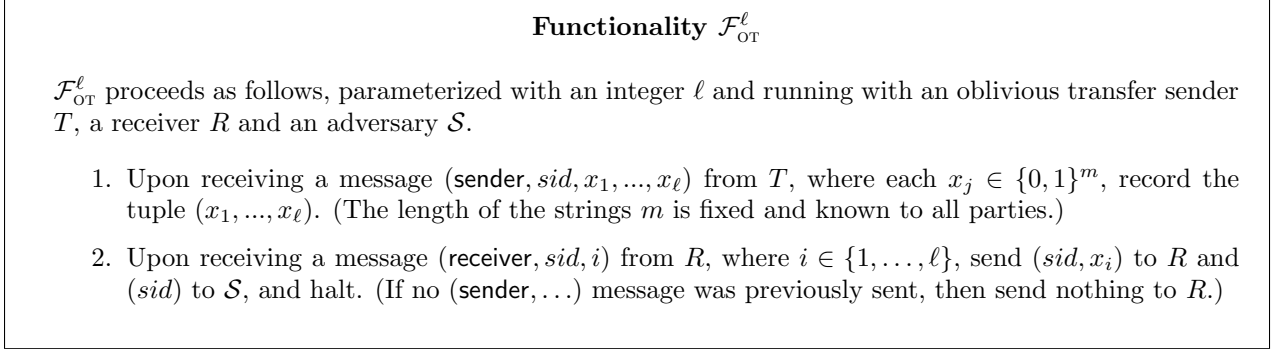 Functionality $\mathcal{F}_{\text{OT}}^{\ell}$
$\mathcal{F}_{\text{OT}}^{\ell}$ proceeds as follows, parameterized with an integer $\ell$ and running with an oblivious transfer sender
$T$, a receiver $R$ and an adversary $\mathcal{S}$.
1. Upon receiving a message (sender, $sid, x_1, ..., x_\ell$) from $T$, where each $x_j \in \{0, 1\}^m$, record the
tuple $(x_1, ..., x_\ell)$. (The length of the strings $m$ is fixed and known to all parties.)
2. Upon receiving a message (receiver, $sid, i$) from $R$, where $i \in \{1, \ldots, \ell\}$, send $(sid, x_i)$ to $R$ and
$(sid)$ to $\mathcal{S}$, and halt. (If no (sender, $\ldots$) message was previously sent, then send nothing to $R$.)